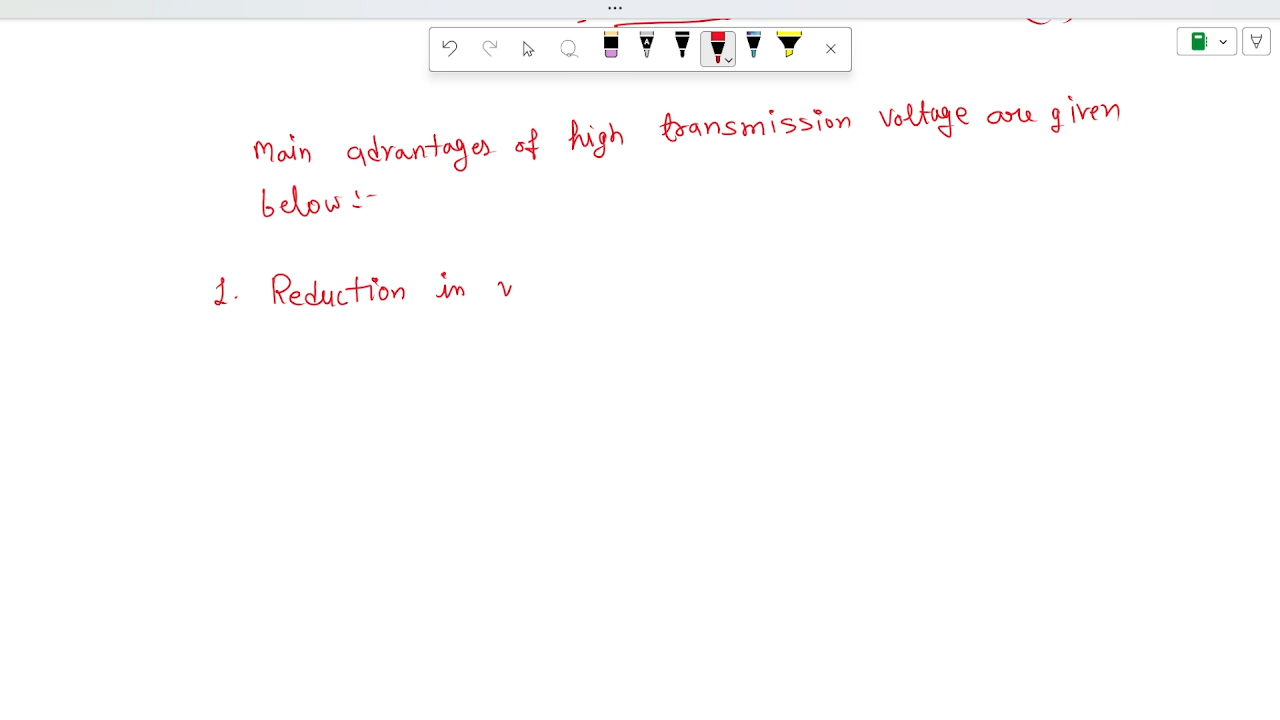 Main advantages of high transmission voltage are given
below :-
1. Reduction in v